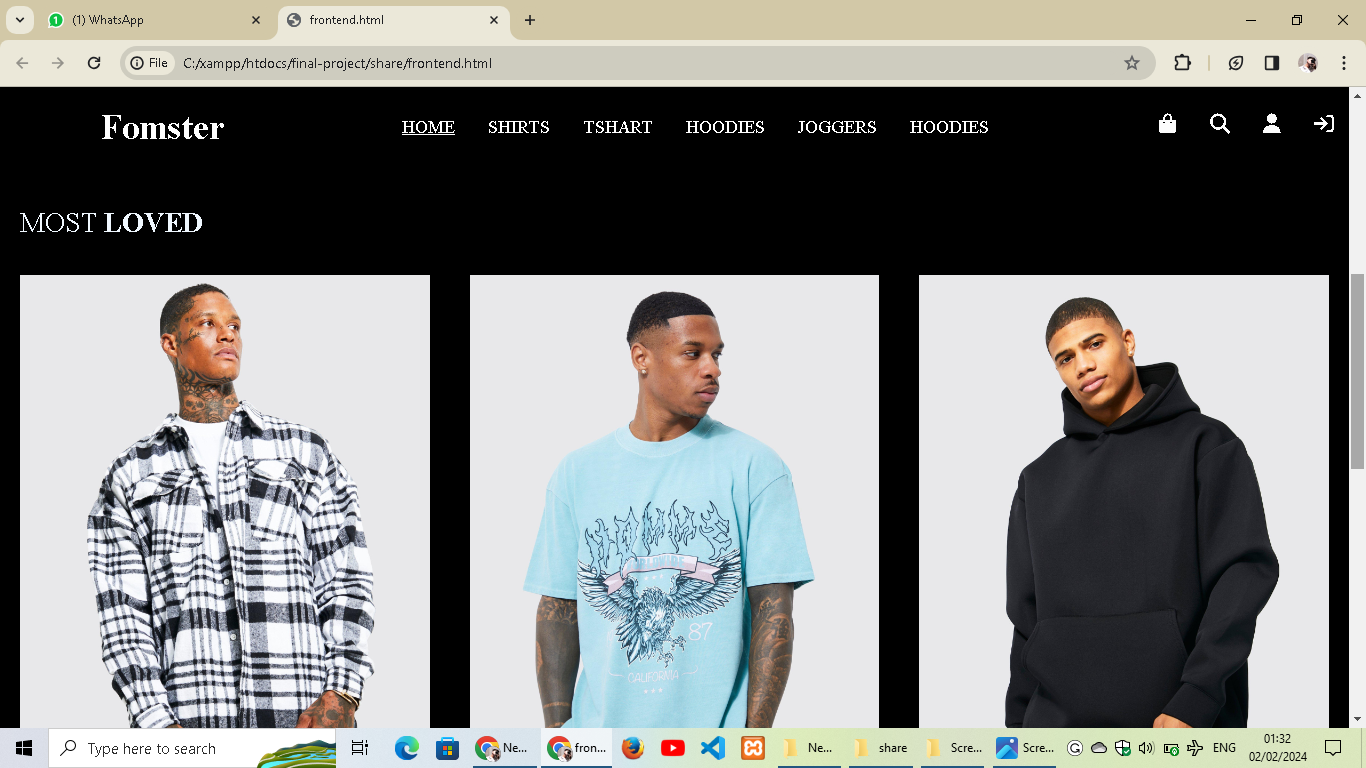 (1) WhatsApp
frontend.html
File
C:/xampp/htdocs/final-project/share/frontend.html
Fomster
HOME SHIRTS TSHART HOODIES JOGGERS HOODIES
MOST LOVED
HOMME
87
CALIFORNIA
Type here to search
Ne...
fron...
Ne...
share
Scre...
Scre...
ENG
01:32
02/02/2024